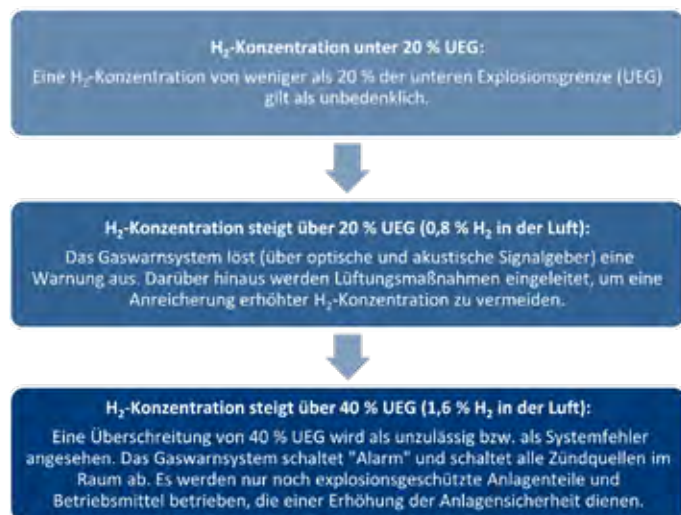 H₂-Konzentration unter 20 % UEG:
Eine H₂-Konzentration von weniger als 20 % der unteren Explosionsgrenze (UEG)
gilt als unbedenklich.
H₂-Konzentration steigt über 20 % UEG (0,8 % H₂ in der Luft):
Das Gaswarnsystem löst (über optische und akustische Signalgeber) eine
Warnung aus. Darüber hinaus werden Lüftungsmaßnahmen eingeleitet, um eine
Anreicherung erhöhter H₂-Konzentration zu vermeiden.
H₂-Konzentration steigt über 40 % UEG (1,6 % H₂ in der Luft):
Eine Überschreitung von 40 % UEG wird als unzulässig bzw. als Systemfehler
angesehen. Das Gaswarnsystem schaltet "Alarm" und schaltet alle Zündquellen im
Raum ab. Es werden nur noch explosionsgeschützte Anlagenteile und
Betriebsmittel betrieben, die einer Erhöhung der Anlagensicherheit dienen.